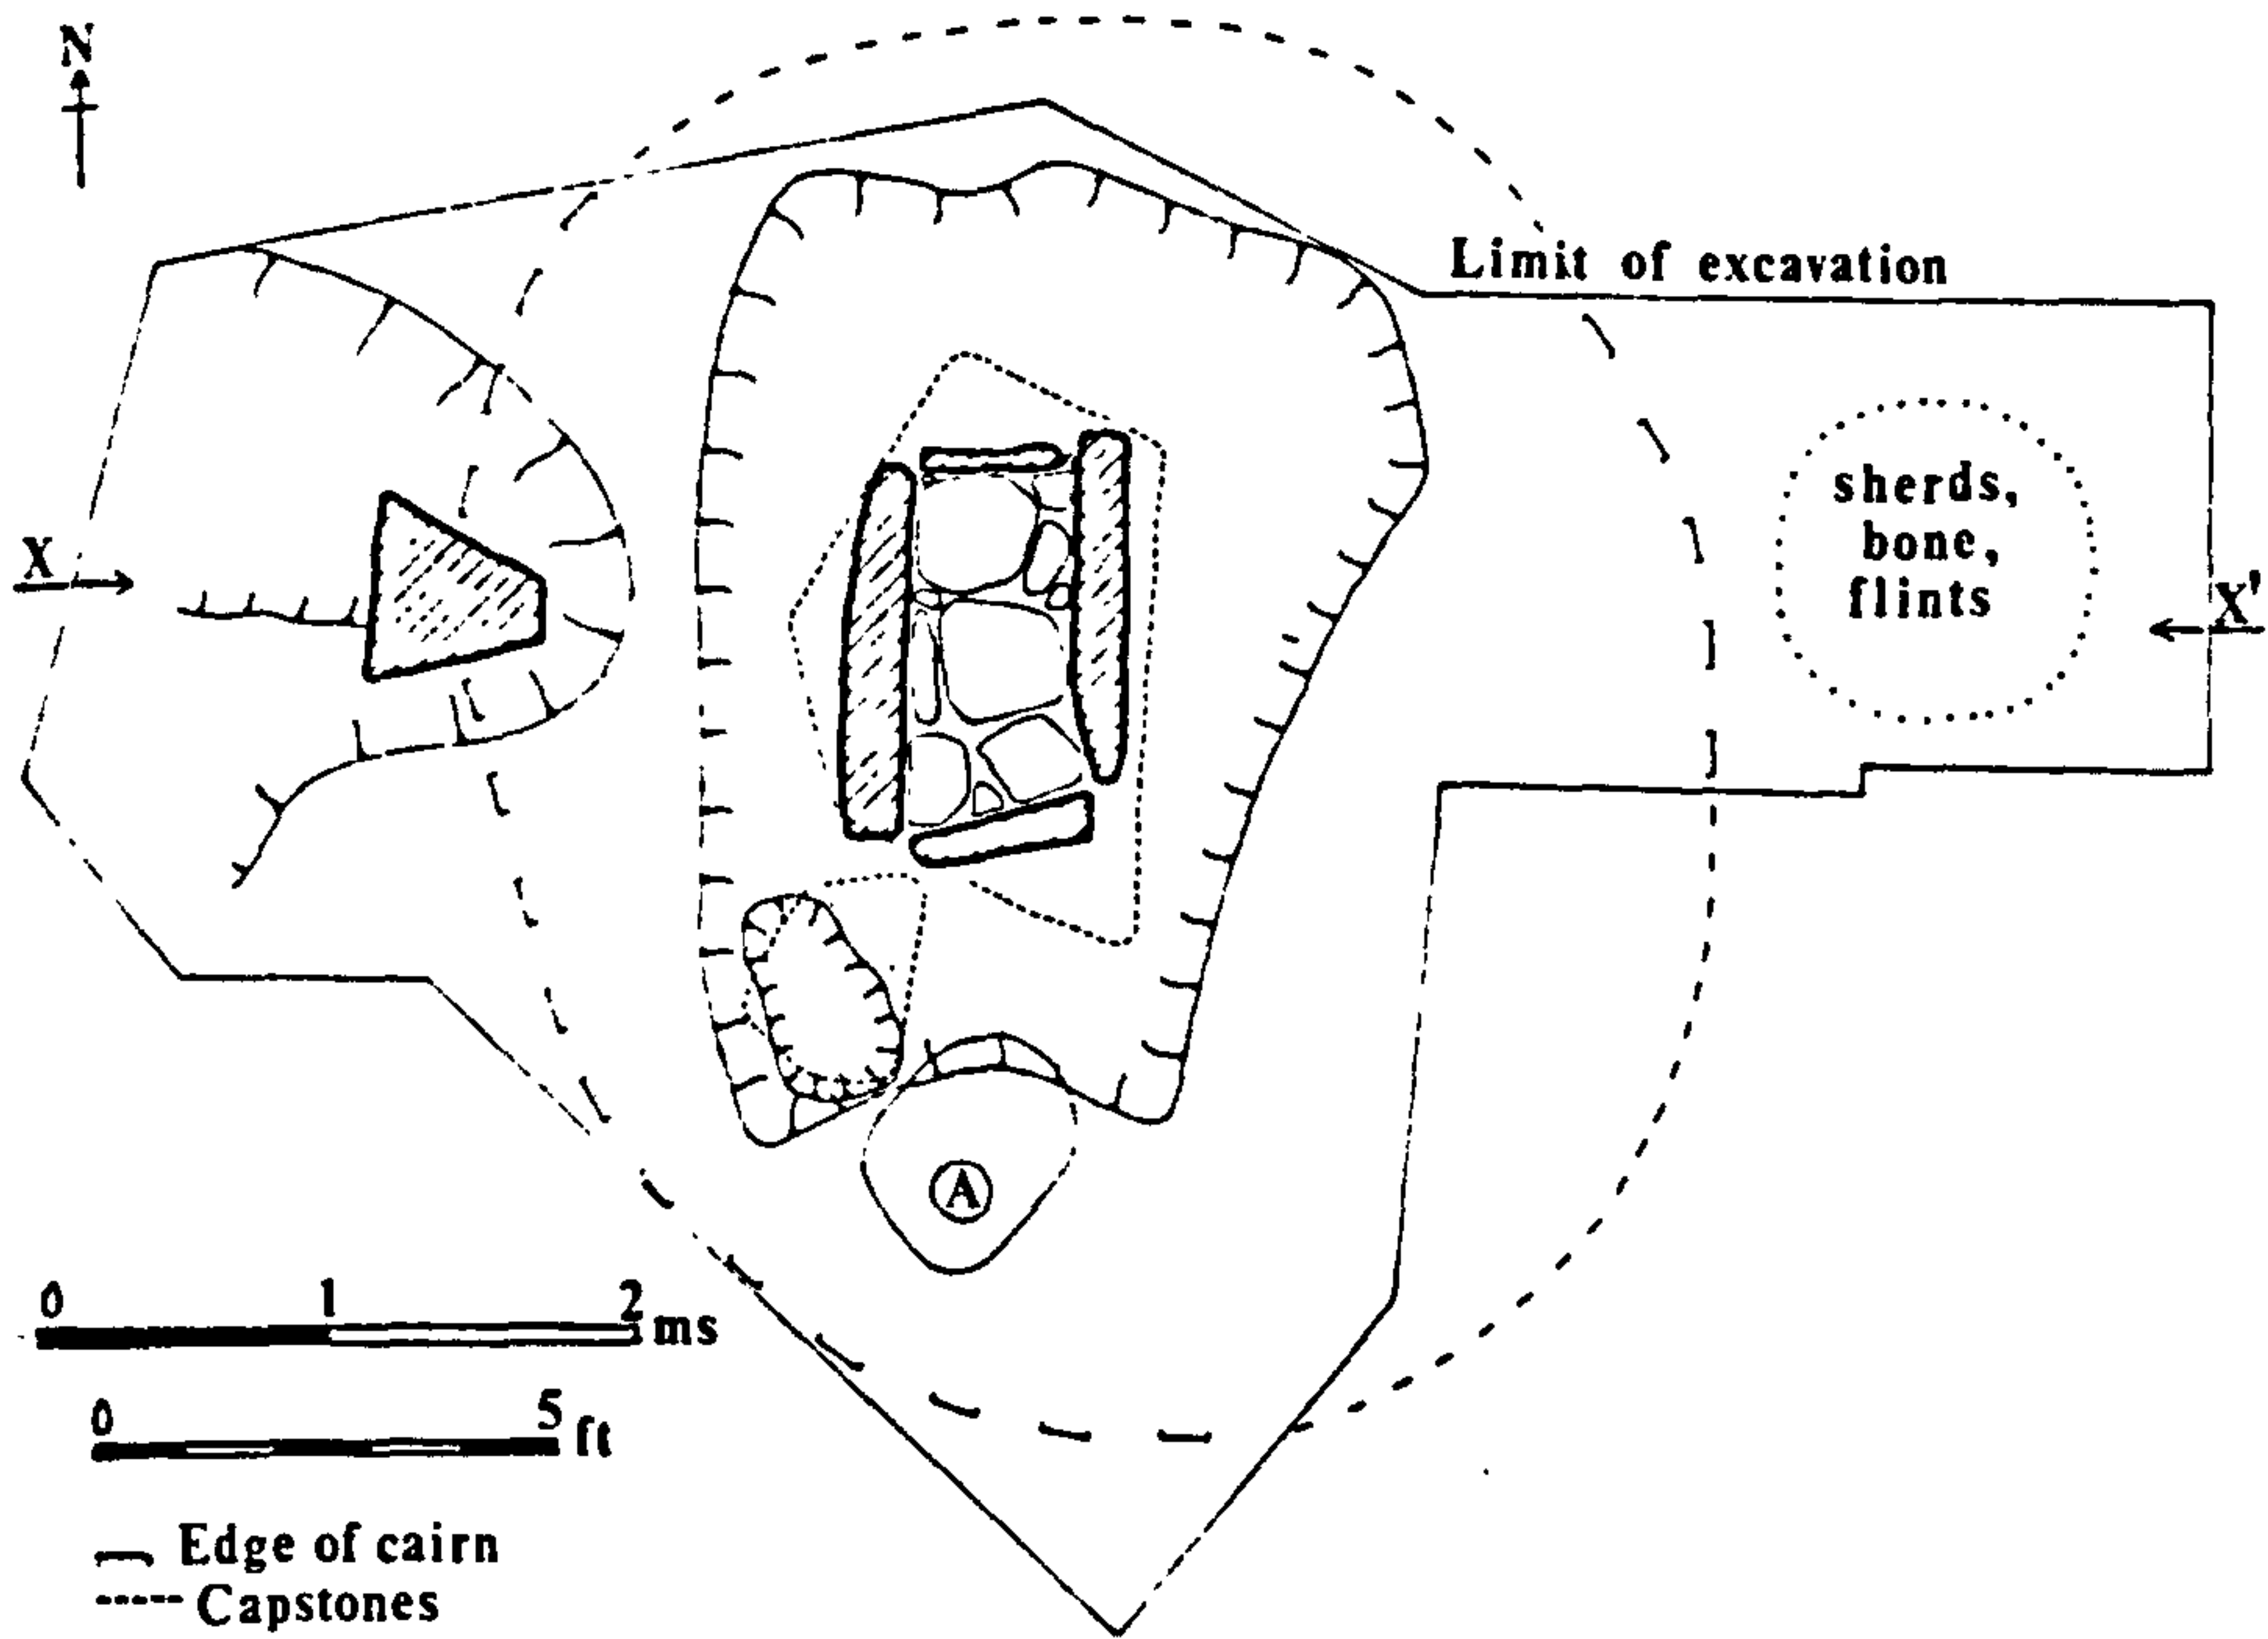 N
Limit of excavation
sherds,
bone,
flints
X
X'
A
0 1 2 ms
0 5 ft
Edge of cairn
Capstones